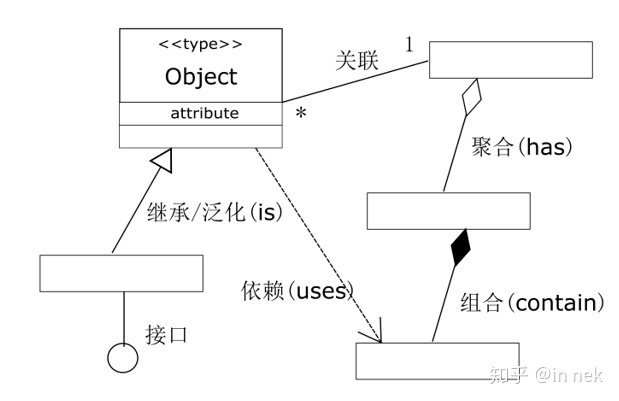 <<type>>
Object
attribute
关联
1
*
聚合(has)
继承/泛化(is)
依赖(uses)
组合(contain)
接口
知乎 @in nek